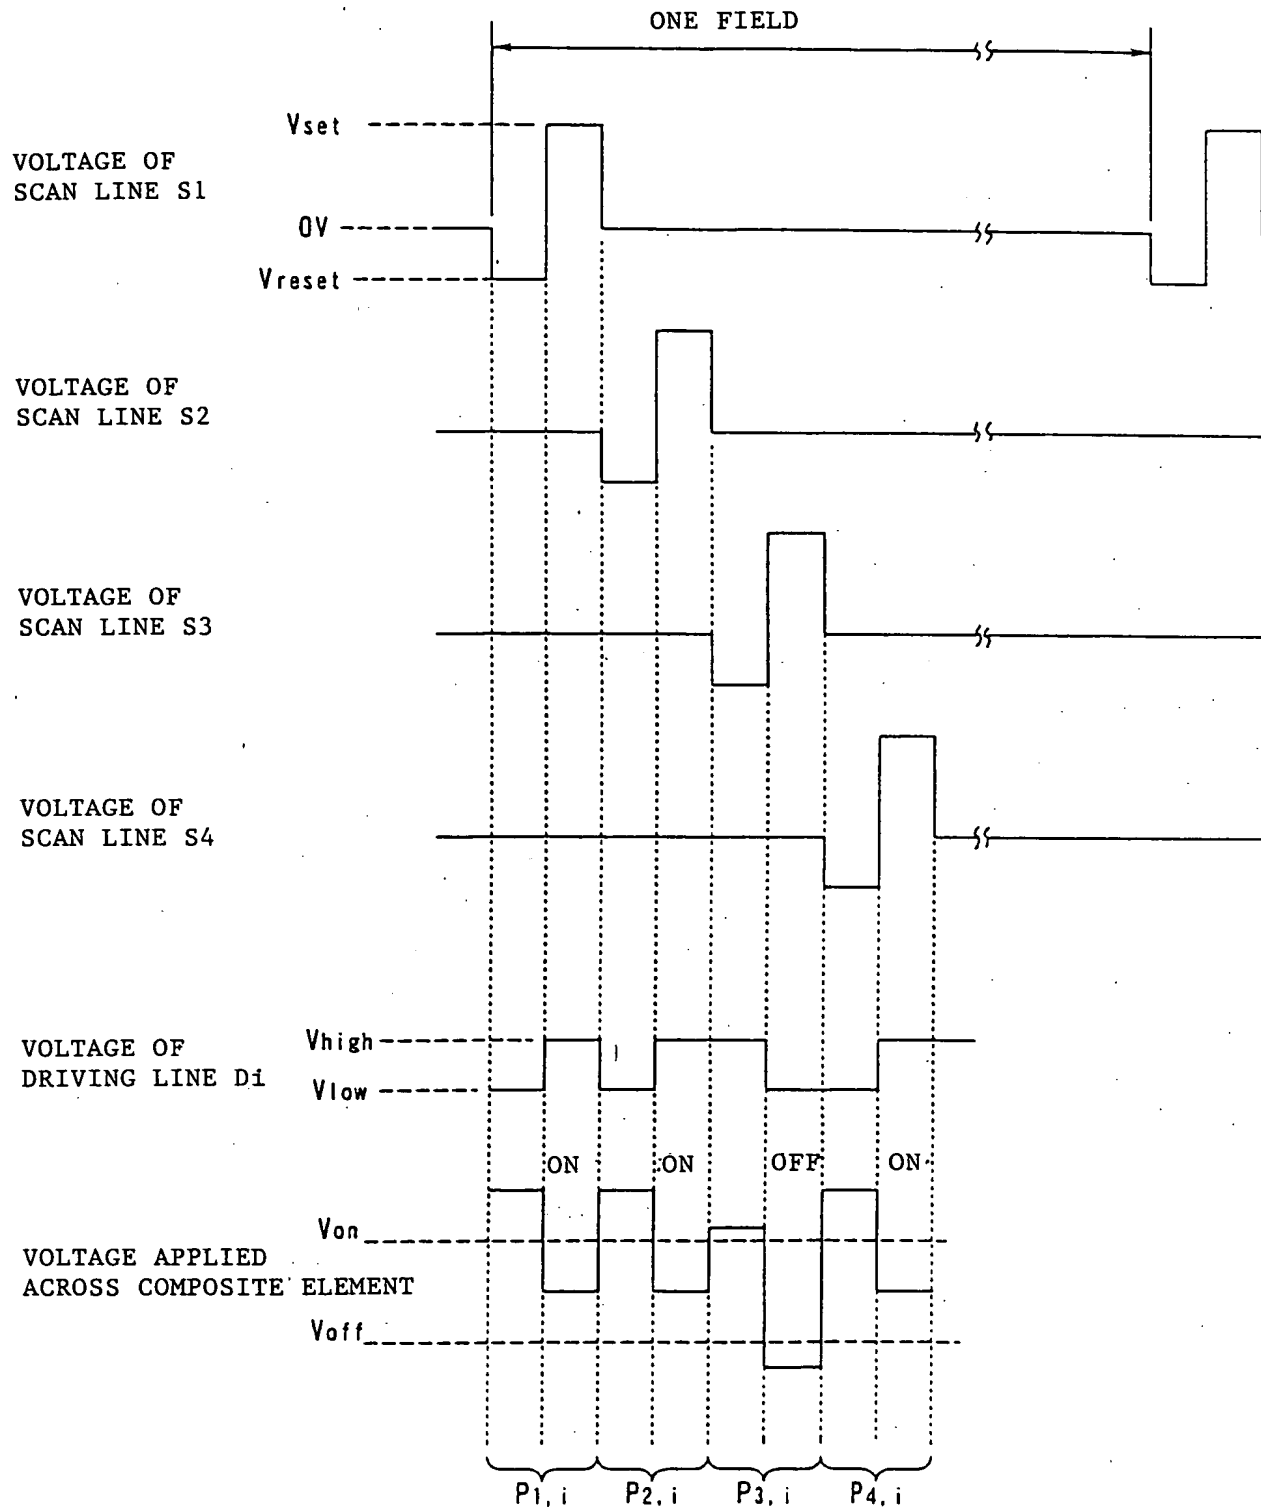 ONE FIELD
Vset
VOLTAGE OF
SCAN LINE S1
0V
Vreset
VOLTAGE OF
SCAN LINE S2
VOLTAGE OF
SCAN LINE S3
VOLTAGE OF
SCAN LINE S4
Vhigh
VOLTAGE OF
DRIVING LINE Di
Vlow
ON ON OFF ON
Von
VOLTAGE APPLIED
ACROSS COMPOSITE ELEMENT
Voff
P1, i P2, i P3, i P4, i